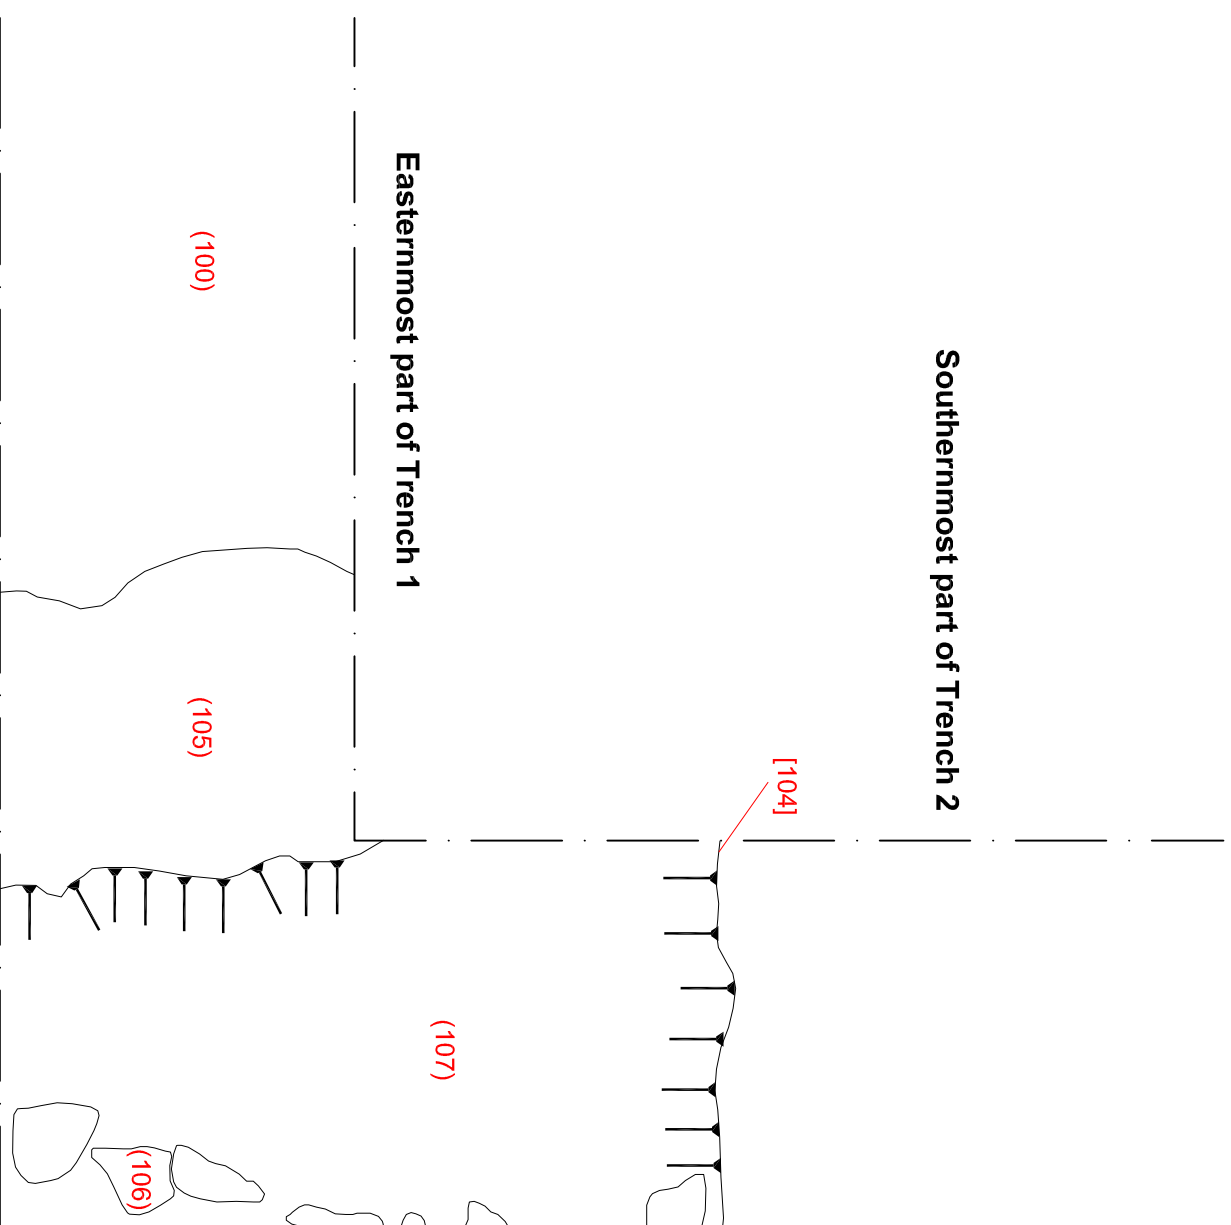 Southernmost part of Trench 2
[104]
(107)
Easternmost part of Trench 1
(100)
(105)
(106)